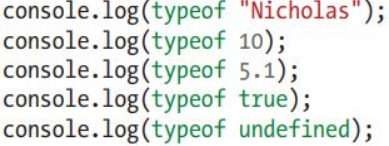 console.log(typeof "Nicholas");
console.log(typeof 10);
console.log(typeof 5.1);
console.log(typeof true);
console.log(typeof undefined);